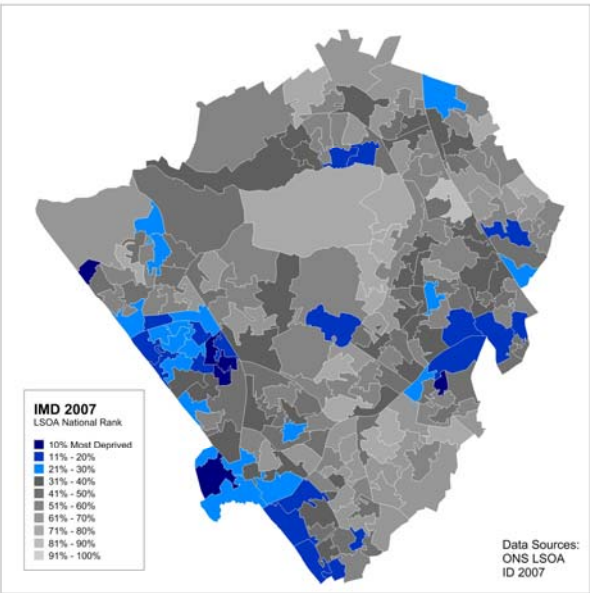 IMD 2007
LSOA National Rank
10% Most Deprived
11% - 20%
21% - 30%
31% - 40%
41% - 50%
51% - 60%
61% - 70%
71% - 80%
81% - 90%
91% - 100%
Data Sources:
ONS LSOA
ID 2007